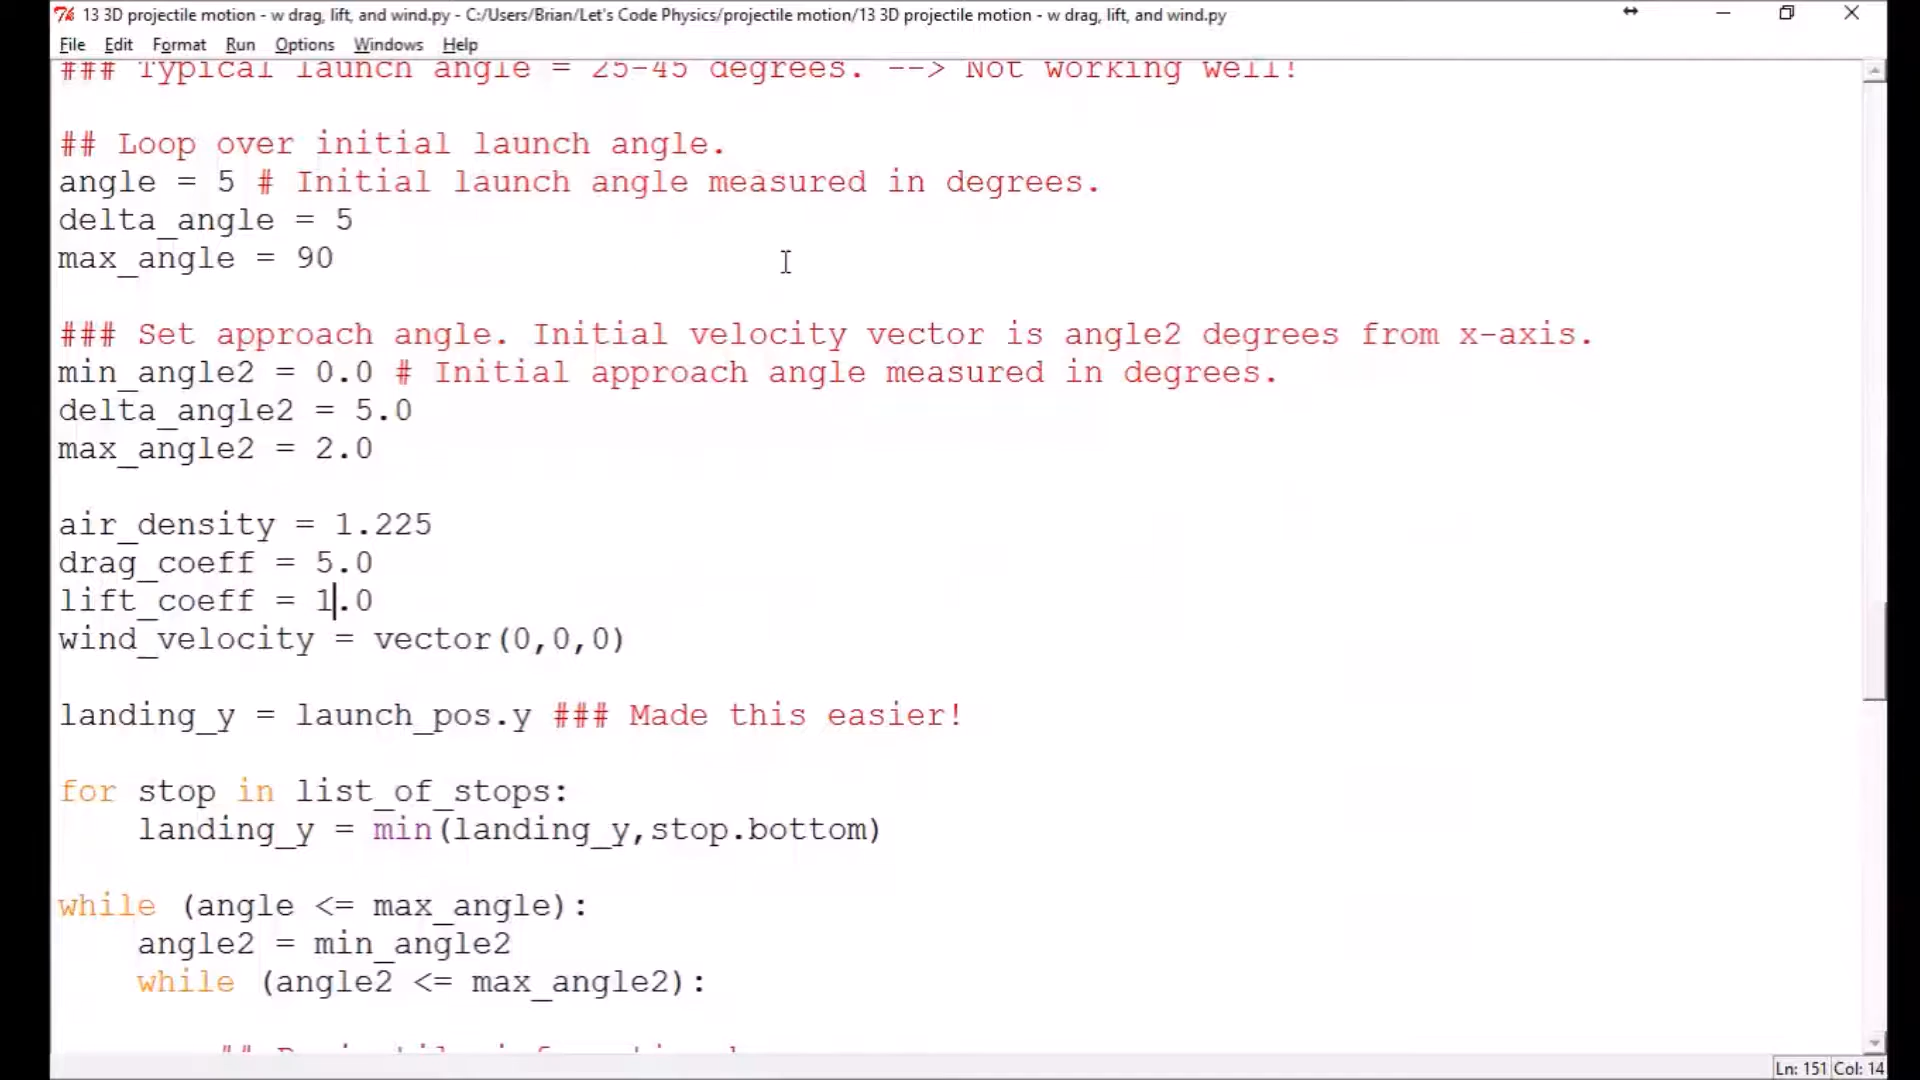 13 3D projectile motion - w drag, lift, and wind.py - C:/Users/Brian/Let's Code Physics/projectile motion/13 3D projectile motion - w drag, lift, and wind.py
File Edit Format Run Options Windows Help
### Typical launch angle = 25-45 degrees. --> Not working well!
## Loop over initial launch angle.
angle = 5 # Initial launch angle measured in degrees.
delta_angle = 5
max_angle = 90
### Set approach angle. Initial velocity vector is angle2 degrees from x-axis.
min_angle2 = 0.0 # Initial approach angle measured in degrees.
delta_angle2 = 5.0
max_angle2 = 2.0
air_density = 1.225
drag_coeff = 5.0
lift_coeff = 1.0
wind_velocity = vector(0,0,0)
landing_y = launch_pos.y ### Made this easier!
for stop in list_of_stops:
    landing_y = min(landing_y,stop.bottom)
while (angle <= max_angle):
    angle2 = min_angle2
    while (angle2 <= max_angle2):
Ln: 151 Col: 14